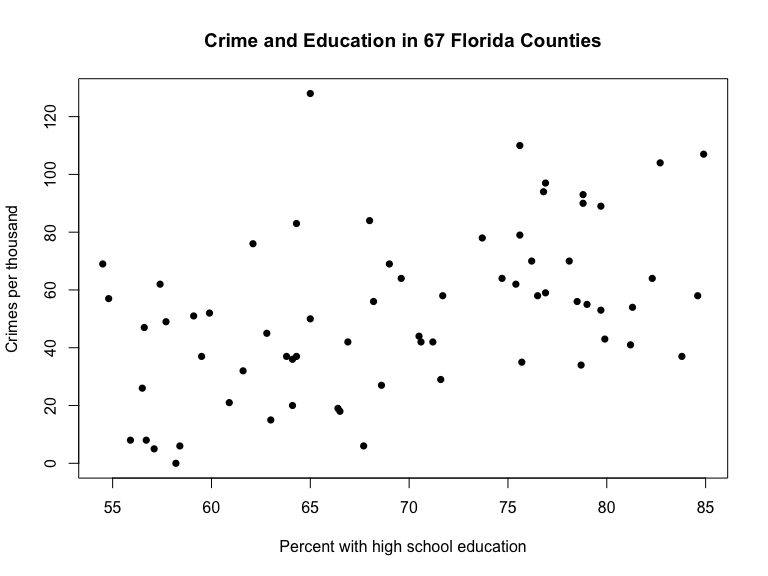 Crime and Education in 67 Florida Counties
Crimes per thousand
120
100
80
60
40
20
0
55 60 65 70 75 80 85
Percent with high school education